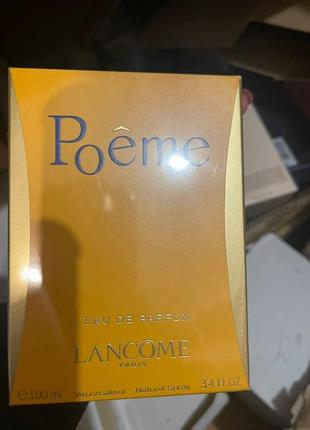 Poême
L'EAU DE PARFUM
LANCÔME
PARIS
e 100 ml Vaporisateur - Natural Spray 3.4 FL.OZ.